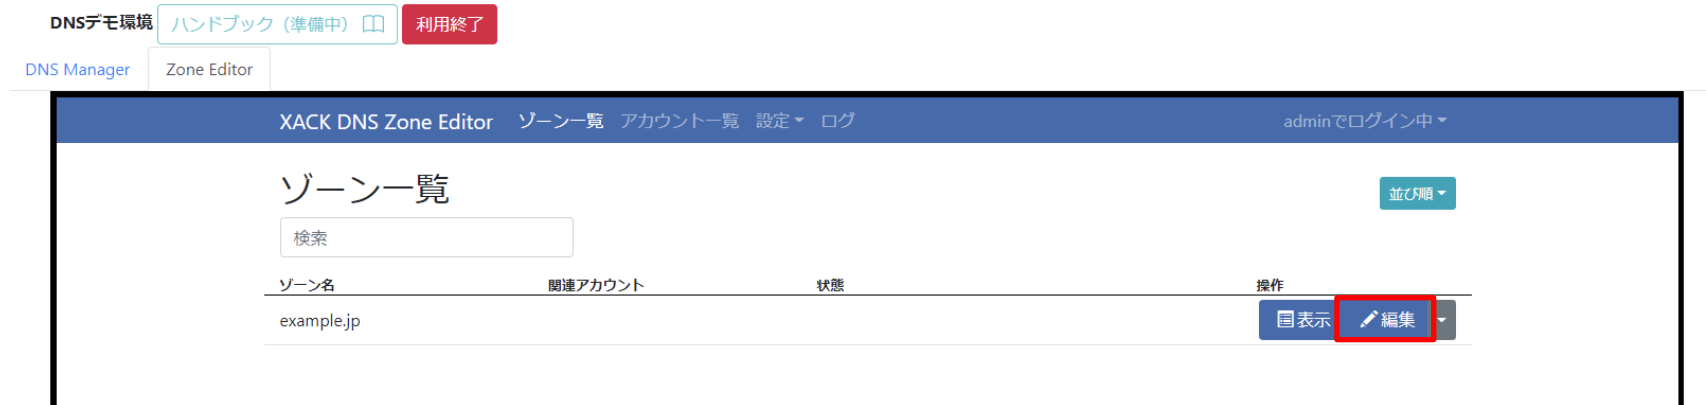 DNSデモ環境 ハンドブック（準備中） 利用終了
DNS Manager Zone Editor
XACK DNS Zone Editor ゾーン一覧 アカウント一覧 設定 ログ adminでログイン中
ゾーン一覧 並び順
検索
ゾーン名 関連アカウント 状態 操作
example.jp 表示 編集